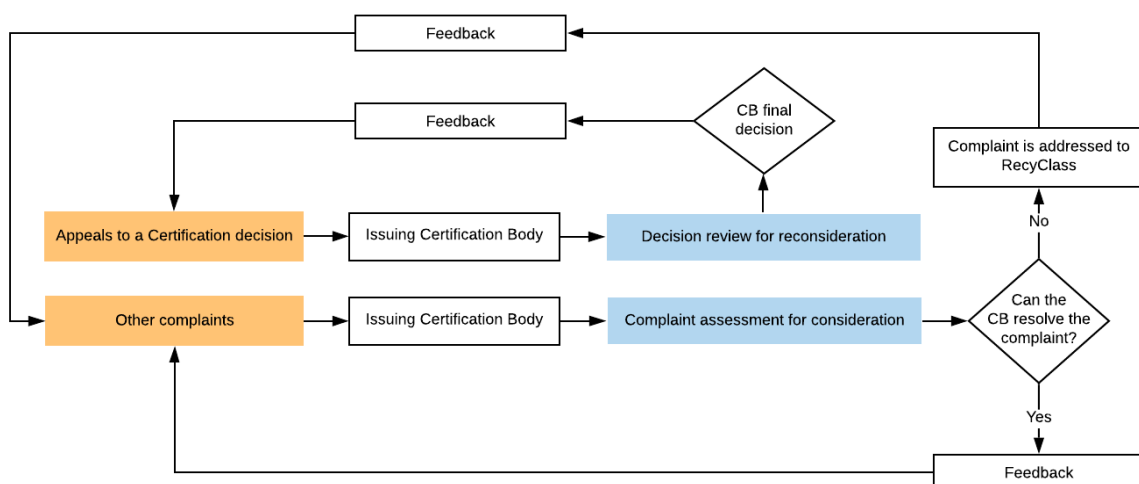 Feedback
Feedback
CB final
decision
Complaint is addressed to
RecyClass
Appeals to a Certification decision
Issuing Certification Body
Decision review for reconsideration
No
Other complaints
Issuing Certification Body
Complaint assessment for consideration
Can the
CB resolve the
complaint?
Yes
Feedback